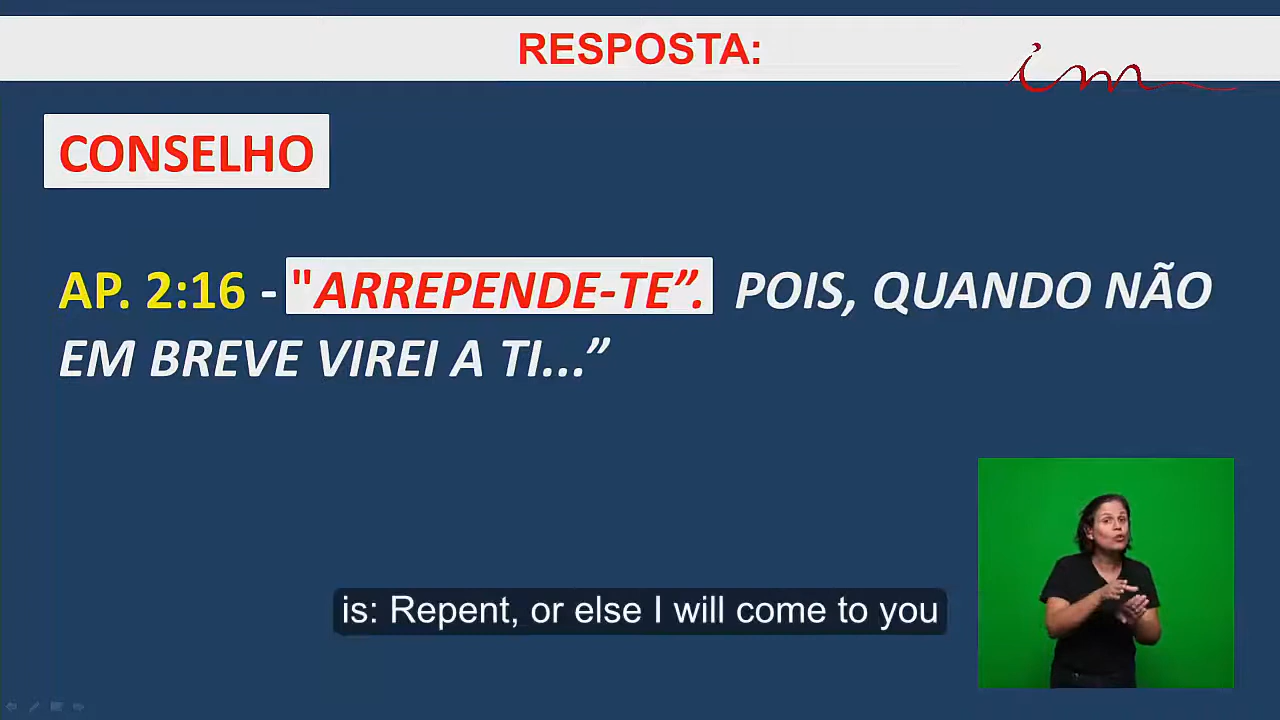 RESPOSTA:
im
CONSELHO
AP. 2:16 - "ARREPENDE-TE”. POIS, QUANDO NÃO
EM BREVE VIREI A TI...”
is: Repent, or else I will come to you